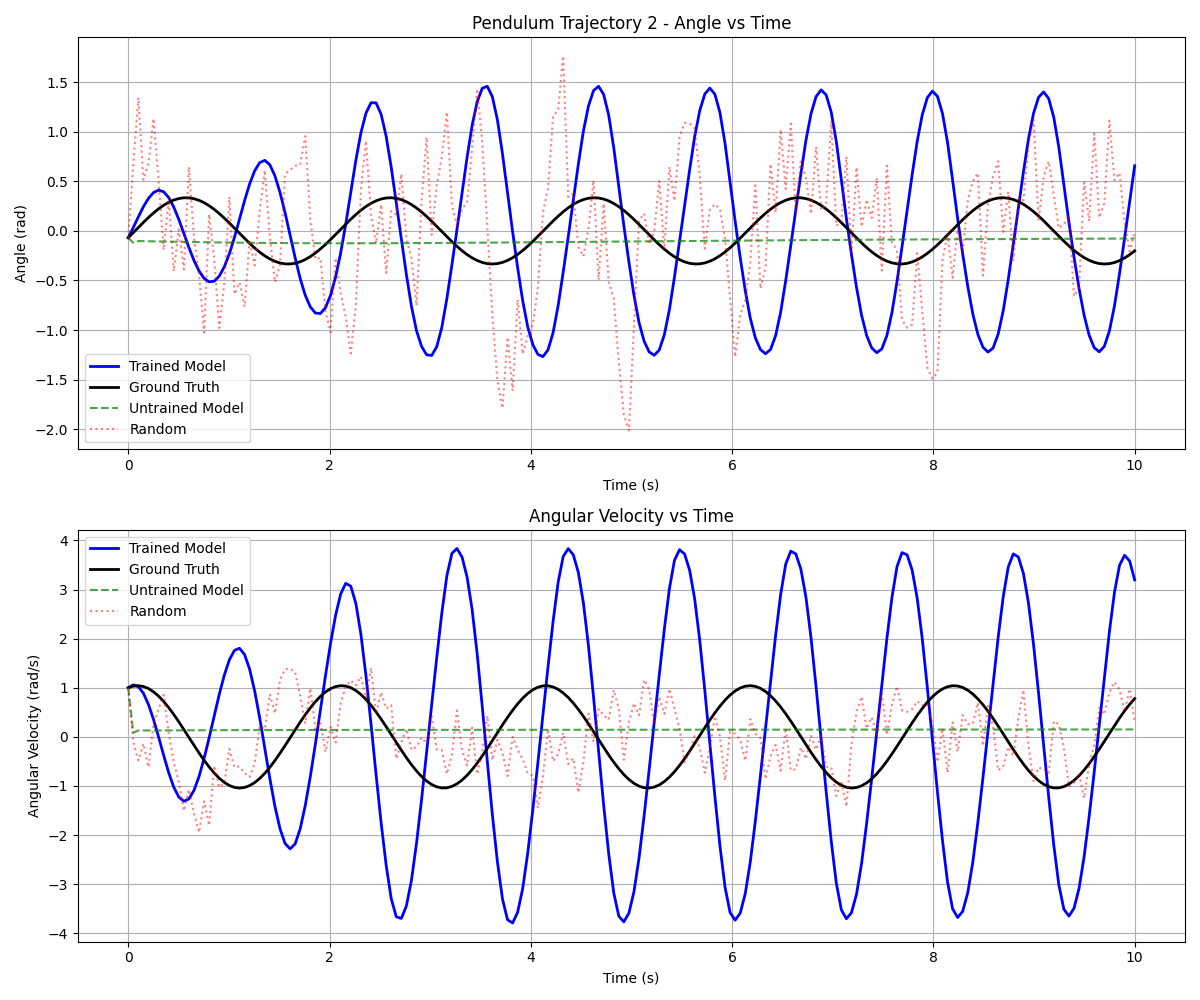 Pendulum Trajectory 2 - Angle vs Time
Angle (rad)
1.5
1.0
0.5
0.0
−0.5
−1.0
−1.5
−2.0
Trained Model
Ground Truth
Untrained Model
Random
0 2 4 6 8 10
Time (s)
Angular Velocity vs Time
Angular Velocity (rad/s)
4
3
2
1
0
−1
−2
−3
−4
Trained Model
Ground Truth
Untrained Model
Random
0 2 4 6 8 10
Time (s)